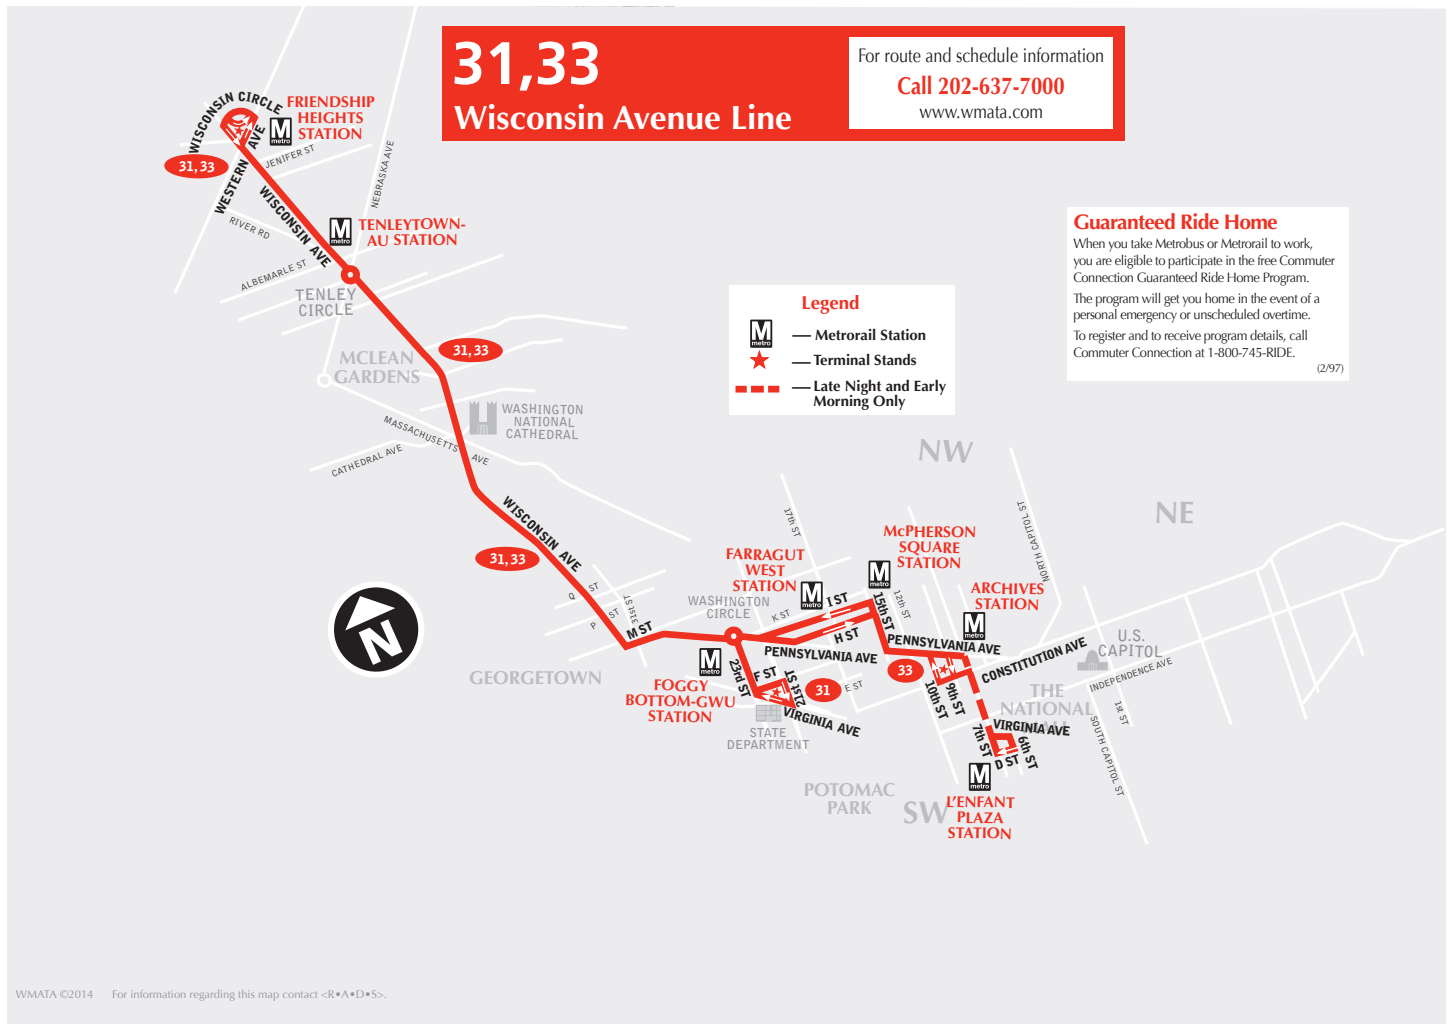 31,33
Wisconsin Avenue Line
For route and schedule information
Call 202-637-7000
www.wmata.com
WISCONSIN CIRCLE
FRIENDSHIP
HEIGHTS
STATION
M
metro
31,33
WESTERN AVE
JENIFER ST
NEBRASKA AVE
WISCONSIN AVE
RIVER RD
M
metro
TENLEYTOWN-
AU STATION
ALBEMARLE ST
TENLEY
CIRCLE
Guaranteed Ride Home
When you take Metrobus or Metrorail to work,
you are eligible to participate in the free Commuter
Connection Guaranteed Ride Home Program.
The program will get you home in the event of a
personal emergency or unscheduled overtime.
To register and to receive program details, call
Commuter Connection at 1-800-745-RIDE.
(2/97)
Legend
M
metro
— Metrorail Station
— Terminal Stands
— Late Night and Early
Morning Only
31,33
MCLEAN
GARDENS
WASHINGTON
NATIONAL
CATHEDRAL
MASSACHUSETTS AVE
CATHEDRAL AVE
NW
NE
WISCONSIN AVE
31,33
17th ST
NORTH CAPITOL ST
McPHERSON
SQUARE
STATION
M
metro
FARRAGUT
WEST
STATION
M
metro
ARCHIVES
STATION
M
metro
Q ST
P ST
31st ST
M ST
WASHINGTON
CIRCLE
K ST
I ST
H ST
15th ST
12th ST
PENNSYLVANIA AVE
PENNSYLVANIA AVE
CONSTITUTION AVE
U.S.
CAPITOL
INDEPENDENCE AVE
N
GEORGETOWN
M
metro
FOGGY
BOTTOM-GWU
STATION
23rd ST
F ST
21st ST
31
E ST
33
10th ST
9th ST
THE
NATIONAL
MALL
VIRGINIA AVE
STATE
DEPARTMENT
VIRGINIA AVE
7th ST
6th ST
D ST
1st ST
SOUTH CAPITOL ST
M
metro
POTOMAC
PARK
SW
L'ENFANT
PLAZA
STATION
WMATA ©2014 For information regarding this map contact <R•A•D•S>.